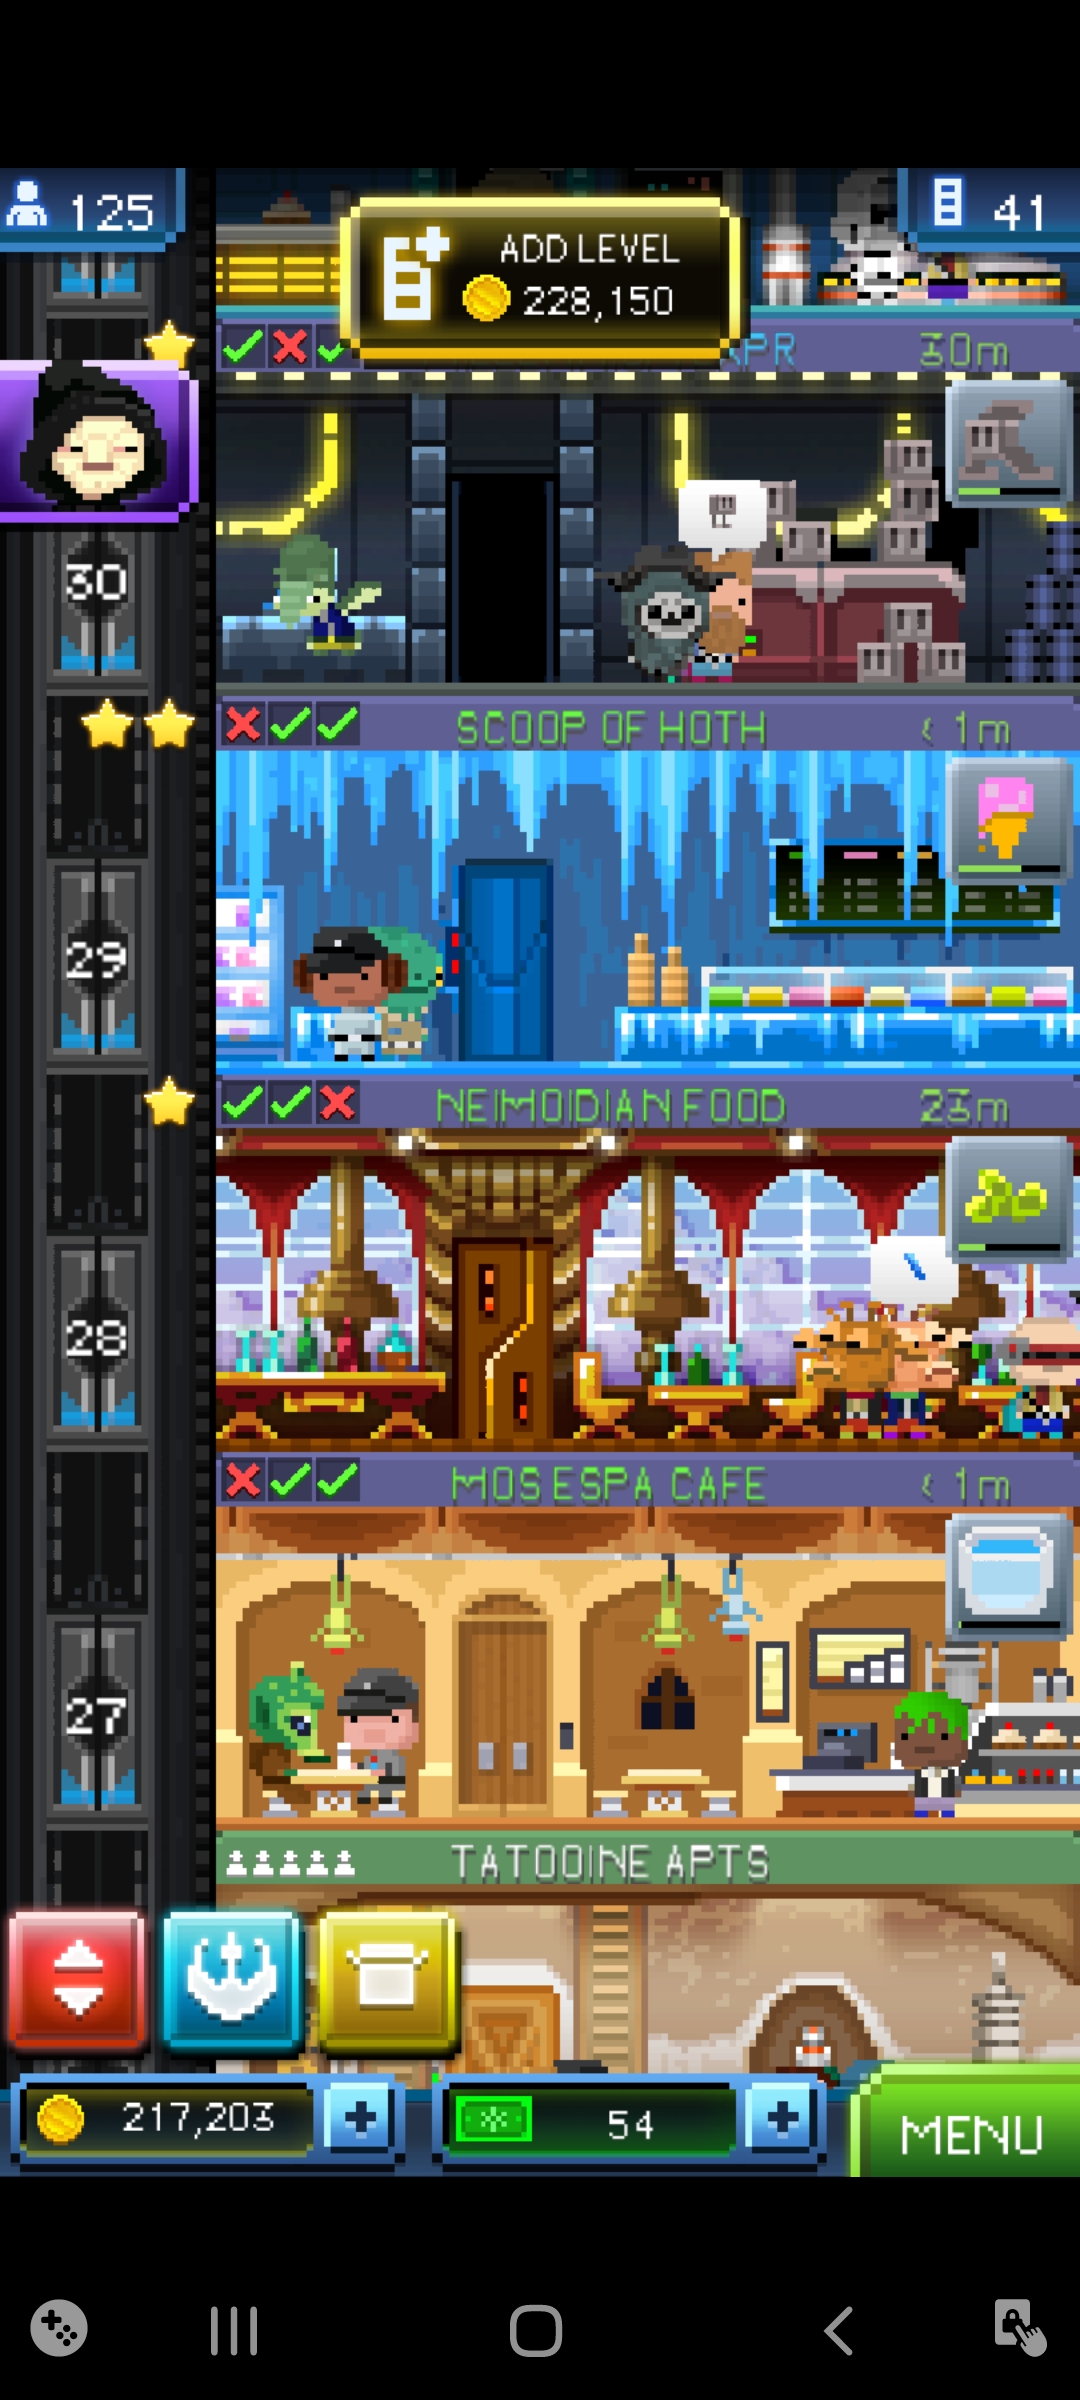 125
41
ADD LEVEL
228,150
30m
30
SCOOP OF HOTH < 1m
29
NEIMOIDIAN FOOD 23m
28
MOS ESPA CAFE < 1m
27
TATOOINE APTS
217,203
54
MENU